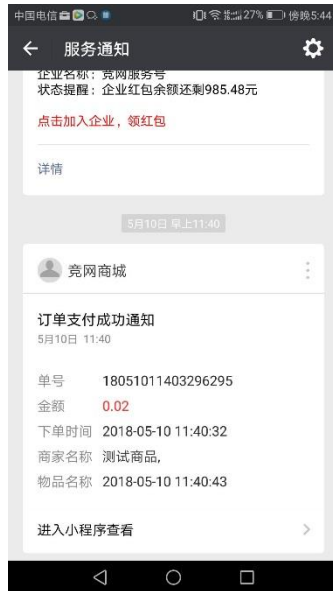 中国电信
27% 傍晚5:44
服务通知
企业名称：竞网服务号
状态提醒：企业红包余额还剩985.48元
点击加入企业，领红包
详情
5月10日 早上11:40
竞网商城
订单支付成功通知
5月10日 11:40
单号 18051011403296295
金额 0.02
下单时间 2018-05-10 11:40:32
商家名称 测试商品,
物品名称 2018-05-10 11:40:43
进入小程序查看